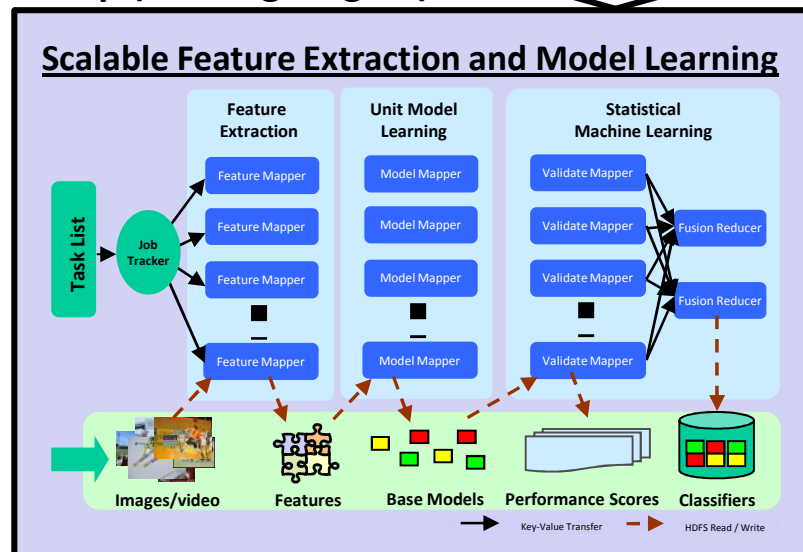 Scalable Feature Extraction and Model Learning
Feature
Extraction
Unit Model
Learning
Statistical
Machine Learning
Task List
Job
Tracker
Feature Mapper
Feature Mapper
Feature Mapper
Feature Mapper
Model Mapper
Model Mapper
Model Mapper
Model Mapper
Validate Mapper
Validate Mapper
Validate Mapper
Validate Mapper
Fusion Reducer
Fusion Reducer
Images/video
Features
Base Models
Performance Scores
Classifiers
Key-Value Transfer
HDFS Read / Write